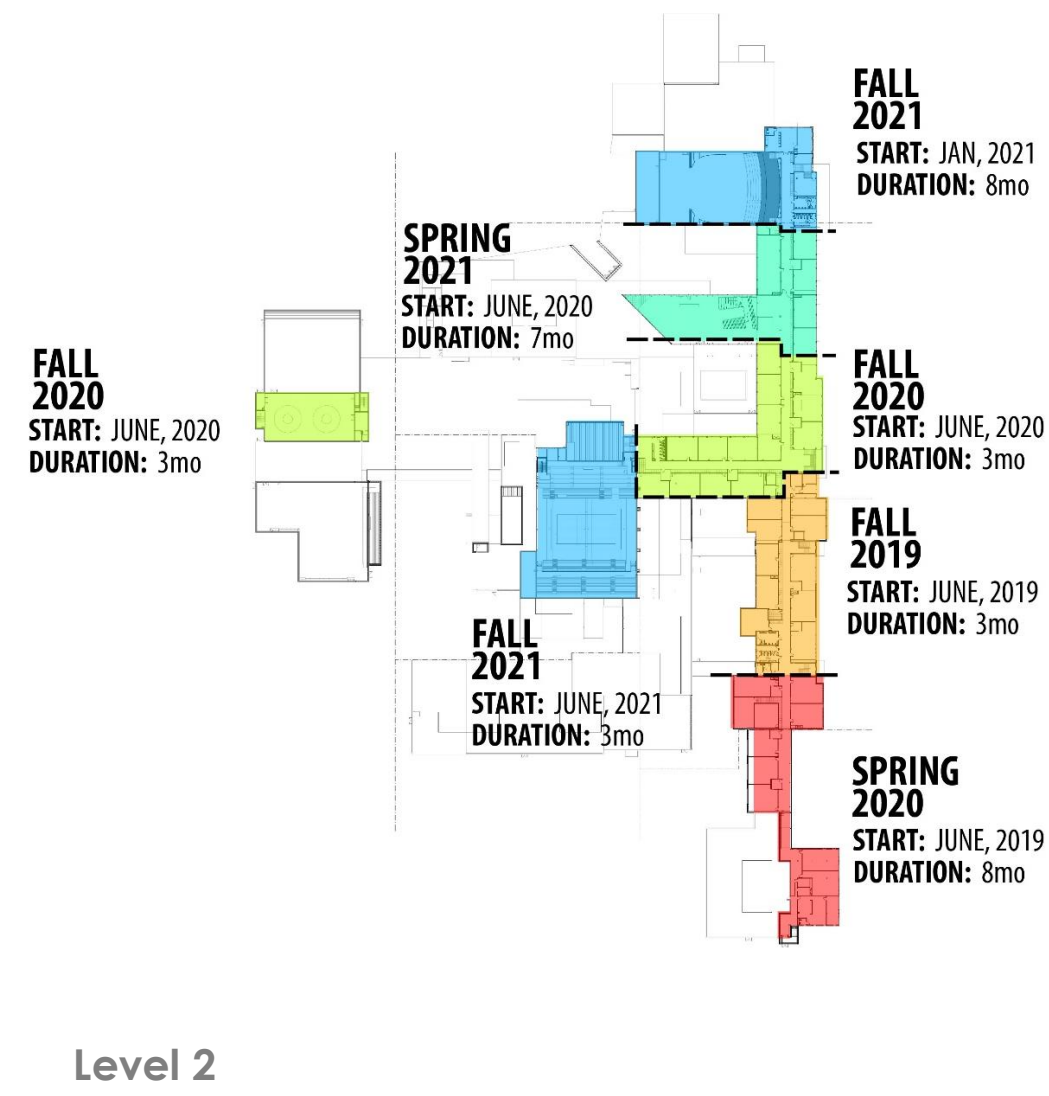 FALL
2021
START: JAN, 2021
DURATION: 8mo
SPRING
2021
START: JUNE, 2020
DURATION: 7mo
FALL
2020
START: JUNE, 2020
DURATION: 3mo
FALL
2020
START: JUNE, 2020
DURATION: 3mo
FALL
2019
START: JUNE, 2019
DURATION: 3mo
FALL
2021
START: JUNE, 2021
DURATION: 3mo
SPRING
2020
START: JUNE, 2019
DURATION: 8mo
Level 2